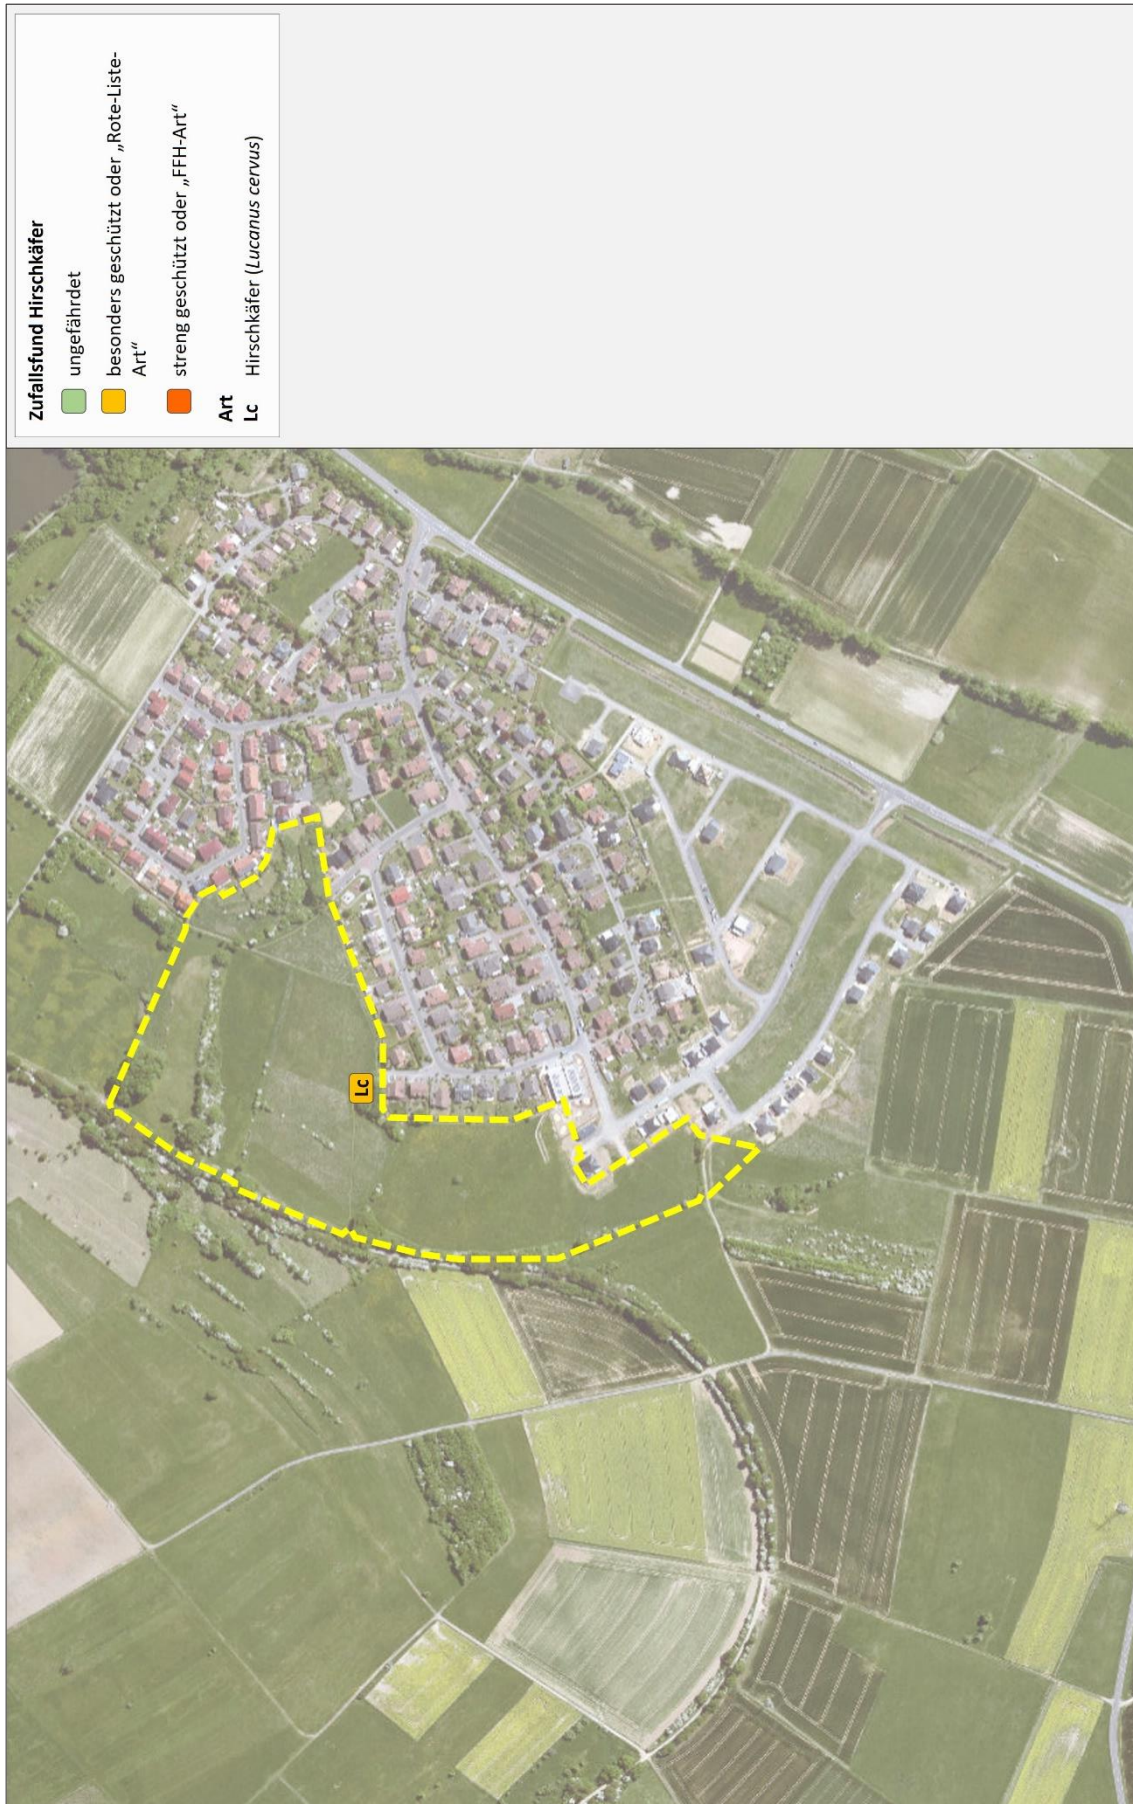 Zufallsfund Hirschkäfer
ungefährdet
besonders geschützt oder „Rote-Liste-
Art“
streng geschützt oder „FFH-Art“
Art
Lc Hirschkäfer (Lucanus cervus)
Lc